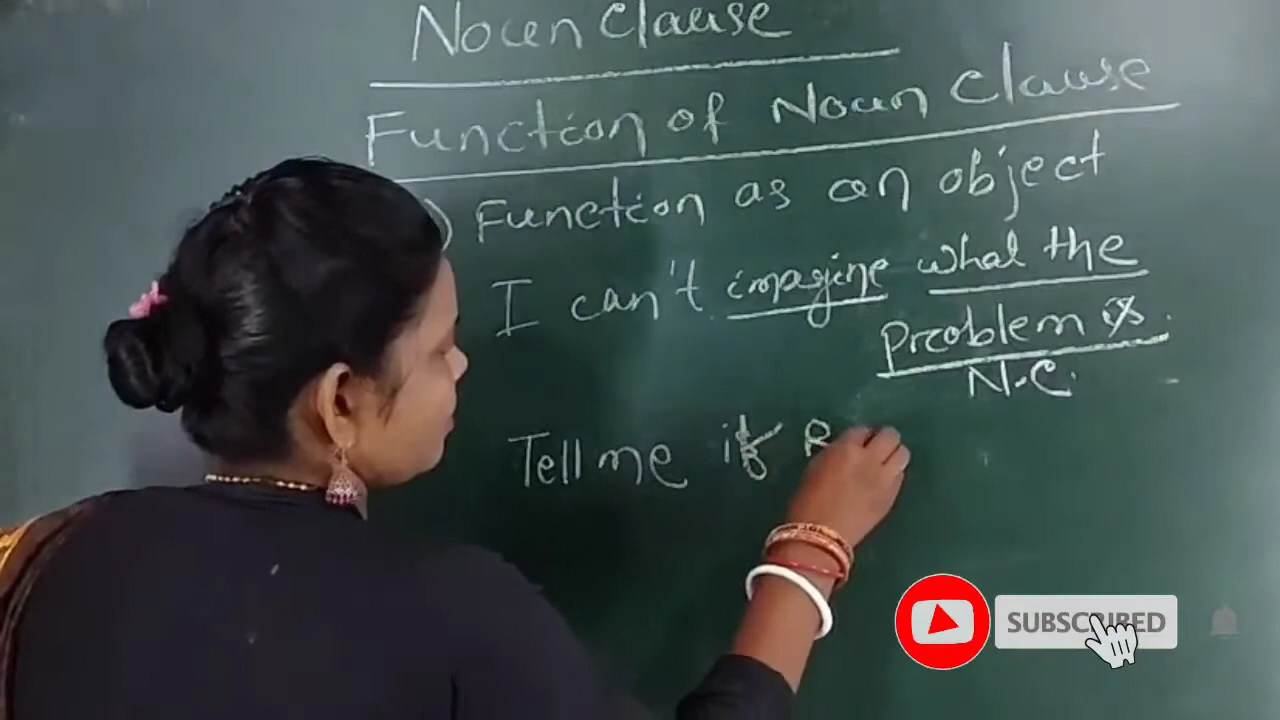 Noun Clause
Function of Noun Clause
) Function as an object
I can't imagine what the
Problem is.
N.C.
Tell me if R
SUBSCRIBED